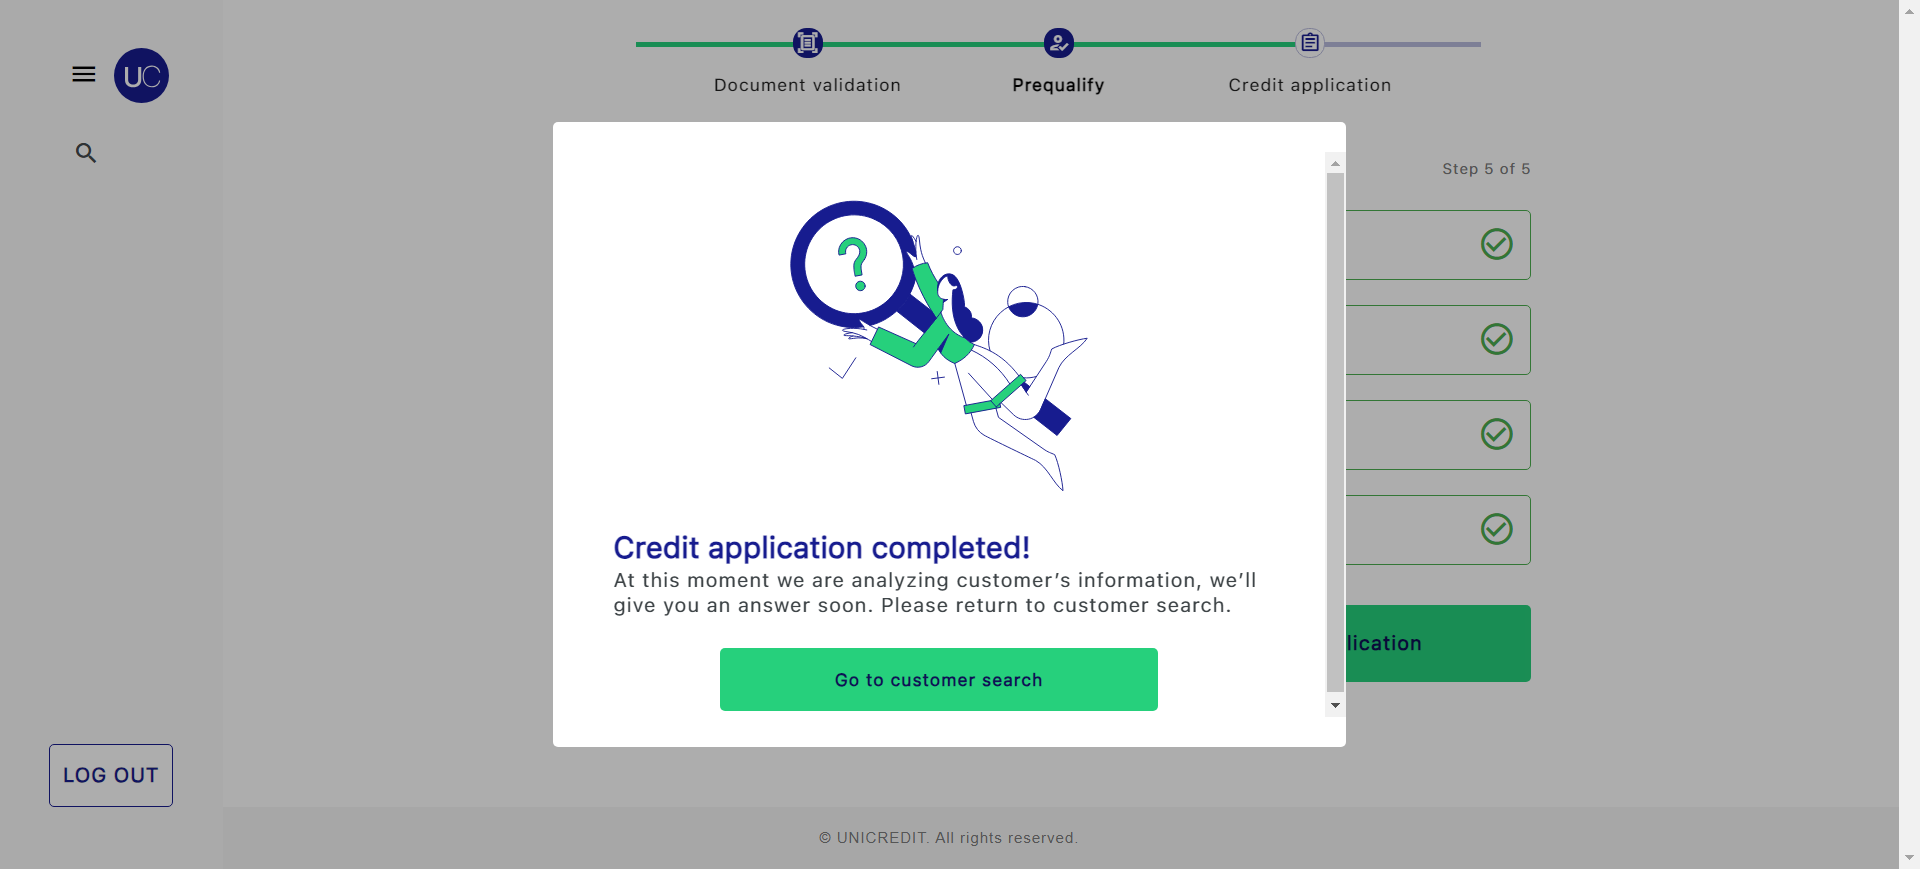 UC
Document validation
Prequalify
Credit application
Step 5 of 5
?
Credit application completed!
At this moment we are analyzing customer’s information, we’ll
give you an answer soon. Please return to customer search.
lication
Go to customer search
LOG OUT
© UNICREDIT. All rights reserved.